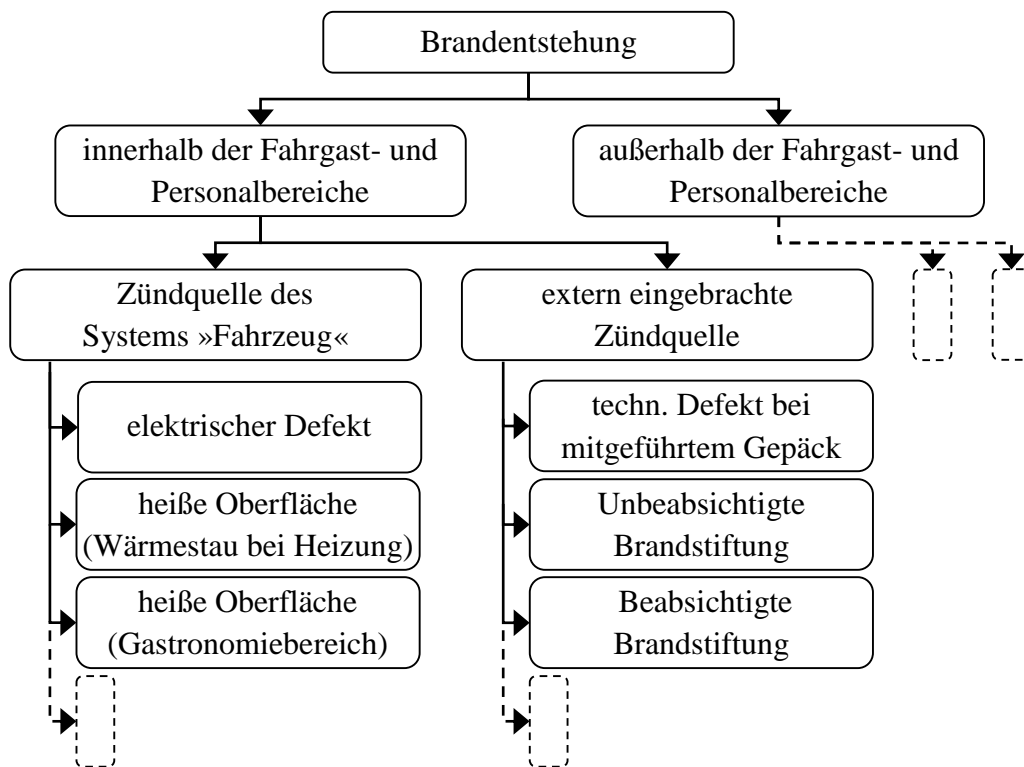 Brandentstehung
innerhalb der Fahrgast- und
Personalbereiche
außerhalb der Fahrgast- und
Personalbereiche
Zündquelle des
Systems »Fahrzeug«
elektrischer Defekt
heiße Oberfläche
(Wärmestau bei Heizung)
heiße Oberfläche
(Gastronomiebereich)
extern eingebrachte
Zündquelle
techn. Defekt bei
mitgeführtem Gepäck
Unbeabsichtigte
Brandstiftung
Beabsichtigte
Brandstiftung